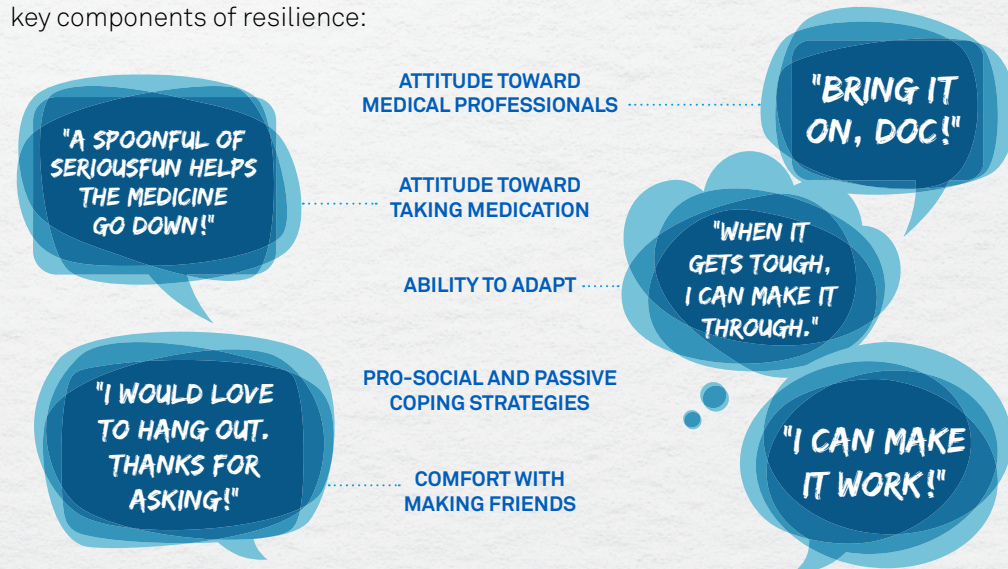 key components of resilience:
ATTITUDE TOWARD
MEDICAL PROFESSIONALS
"BRING IT
ON, DOC!"
"A SPOONFUL OF
SERIOUSFUN HELPS
THE MEDICINE
GO DOWN!"
ATTITUDE TOWARD
TAKING MEDICATION
ABILITY TO ADAPT
"WHEN IT
GETS TOUGH,
I CAN MAKE IT
THROUGH."
PRO-SOCIAL AND PASSIVE
COPING STRATEGIES
"I CAN MAKE
IT WORK!"
"I WOULD LOVE
TO HANG OUT.
THANKS FOR
ASKING!"
COMFORT WITH
MAKING FRIENDS